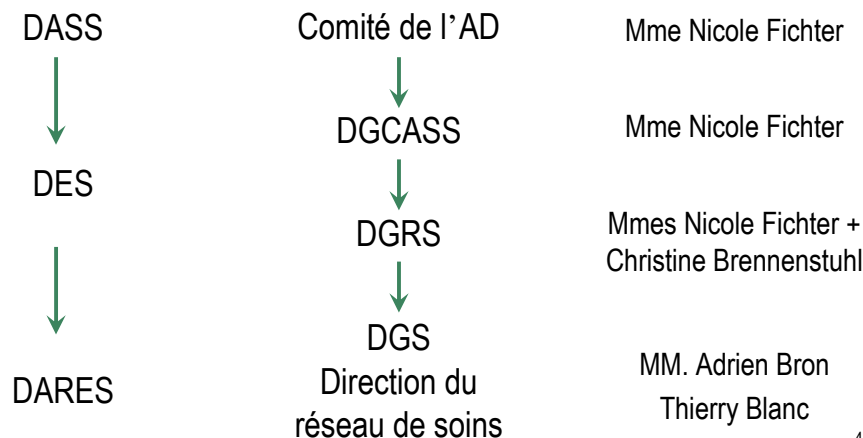 DASS
Comité de l’AD
Mme Nicole Fichter
DGCASS
Mme Nicole Fichter
DES
DGRS
Mmes Nicole Fichter +
Christine Brennenstuhl
DARES
DGS
Direction du
réseau de soins
MM. Adrien Bron
Thierry Blanc